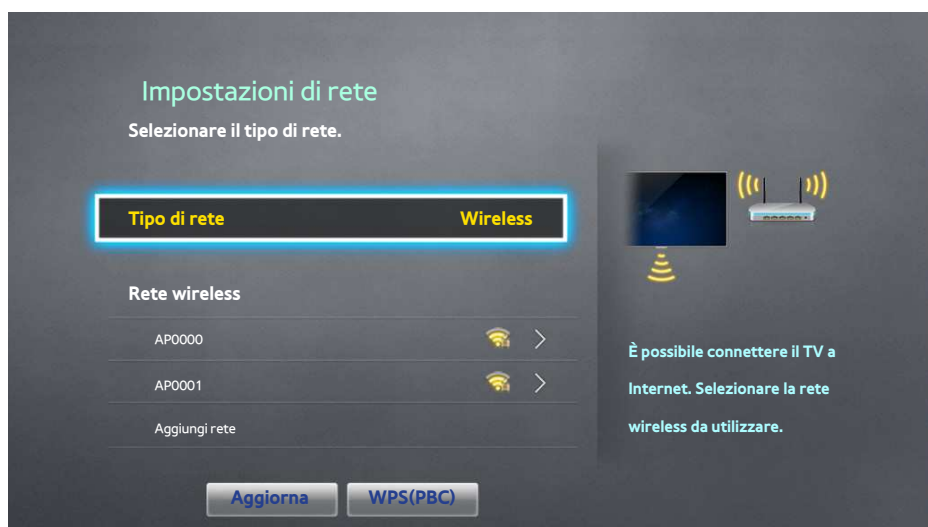 Impostazioni di rete
Selezionare il tipo di rete.
Tipo di rete Wireless
Rete wireless
AP0000
AP0001
Aggiungi rete
Aggiorna WPS(PBC)
È possibile connettere il TV a
Internet. Selezionare la rete
wireless da utilizzare.